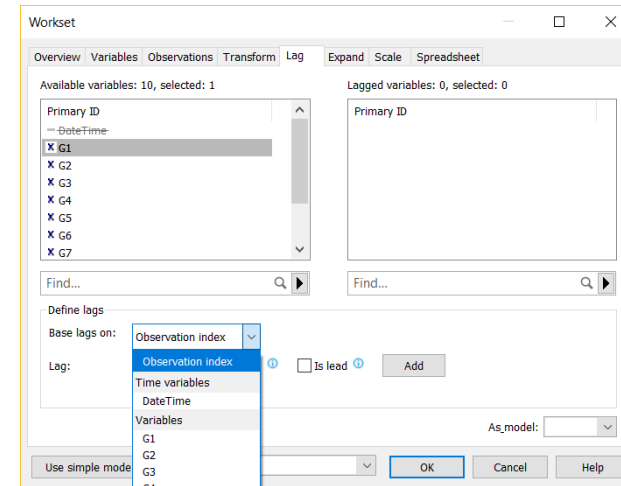 Workset
Overview Variables Observations Transform Lag Expand Scale Spreadsheet
Available variables: 10, selected: 1
Lagged variables: 0, selected: 0
Primary ID
Primary ID
DateTime
G1
G2
G3
G4
G5
G6
G7
Find...
Find...
Define lags
Base lags on: Observation index
Observation index
Lag:
Is lead
Add
Time variables
DateTime
Variables
G1
As_model:
G2
Use simple mode
G3
OK
Cancel
Help